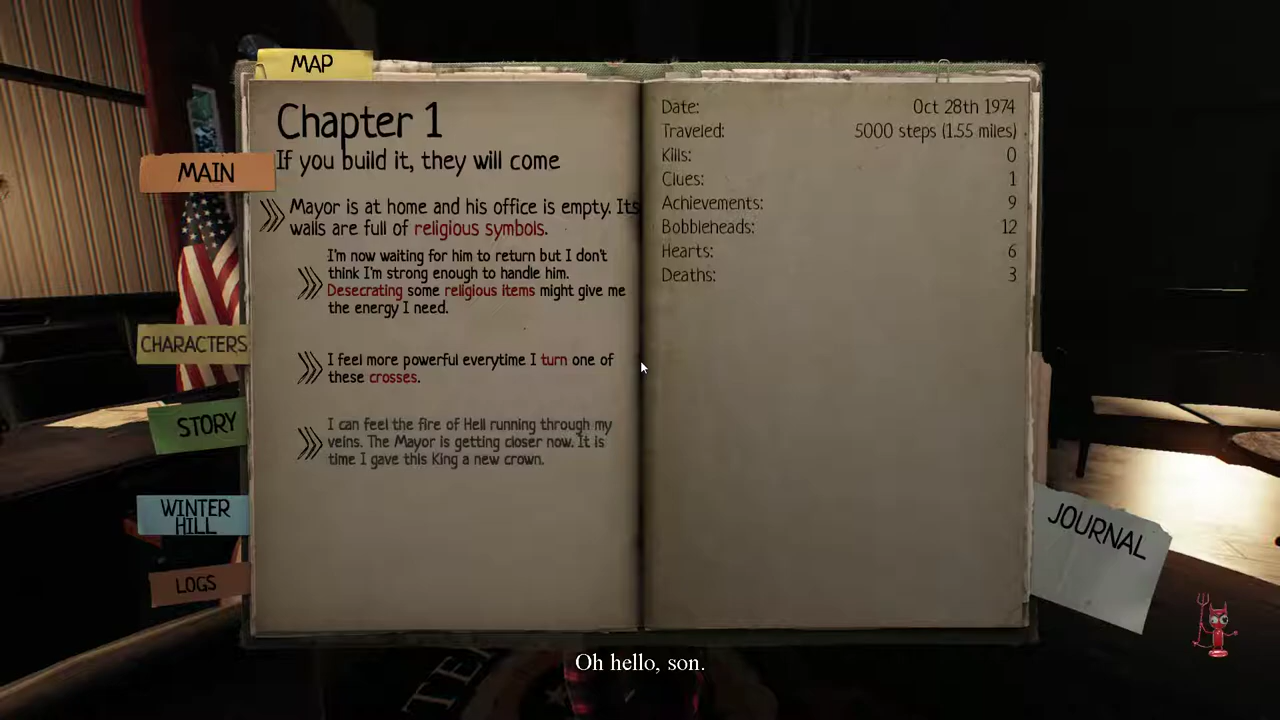 MAP
Chapter 1
If you build it, they will come
MAIN
Mayor is at home and his office is empty. Its
walls are full of religious symbols.
I'm now waiting for him to return but I don't
think I'm strong enough to handle him.
Desecrating some religious items might give me
the energy I need.
I feel more powerful everytime I turn one of
these crosses.
I can feel the fire of Hell running through my
veins. The Mayor is getting closer now. It is
time I gave this King a new crown.
CHARACTERS
STORY
WINTER
HILL
LOGS
Date: Oct 28th 1974
Traveled: 5000 steps (1.55 miles)
Kills: 0
Clues: 1
Achievements: 9
Bobbleheads: 12
Hearts: 6
Deaths: 3
JOURNAL
TE
Oh hello, son.